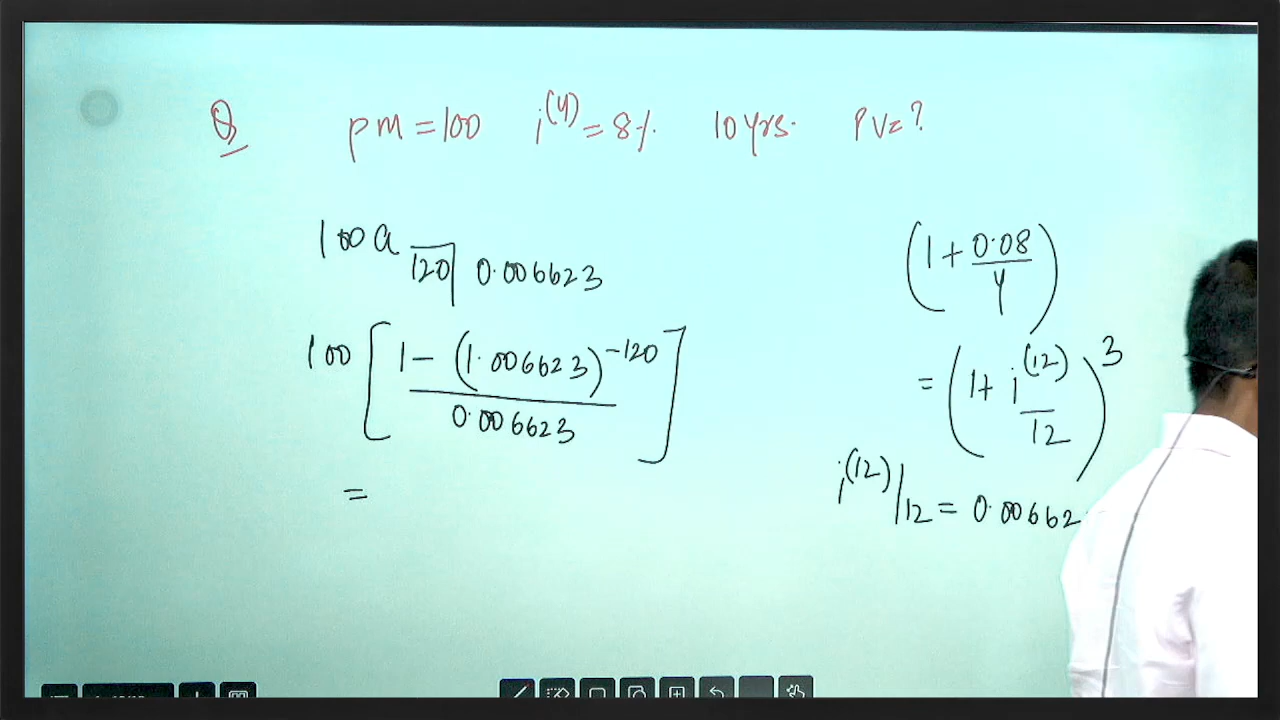 Q pm = 100 i^(4) = 8% 10 yrs. PV = ?
100 a 120| 0.006623
100 [ 1 - (1.006623)^-120 / 0.006623 ]
=
(1 + 0.08/4)
= (1 + i^(12)/12)^3
i^(12)/12 = 0.00662